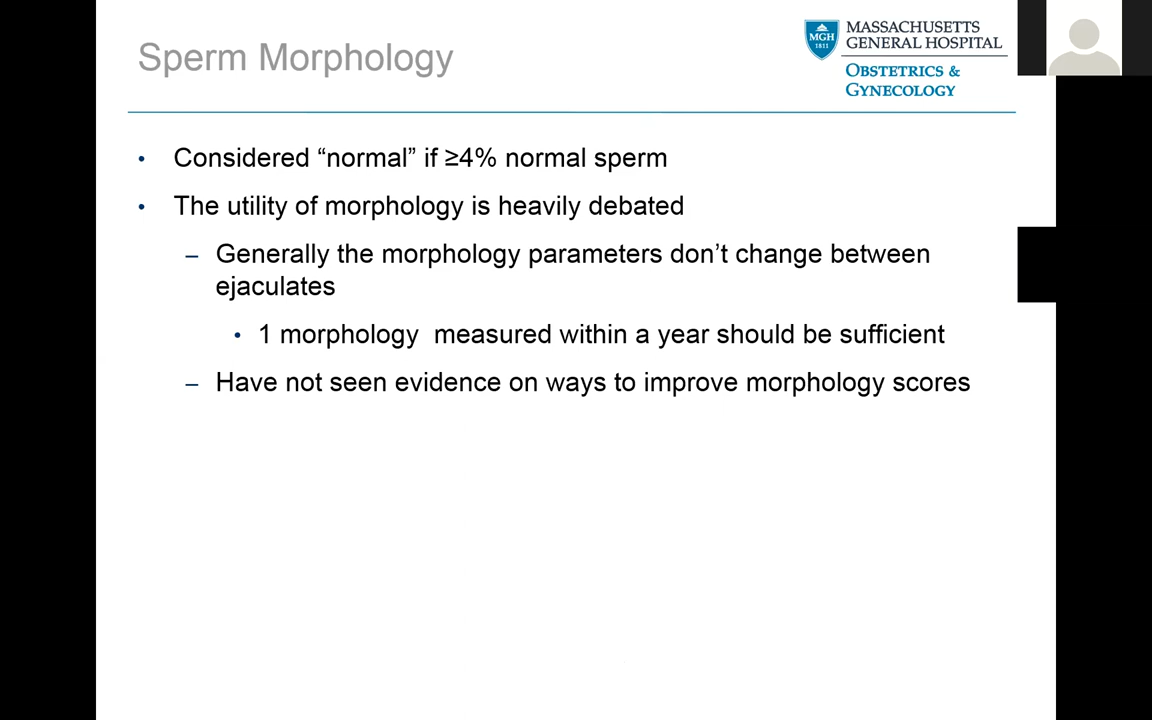 Sperm Morphology
MGH
1811
MASSACHUSETTS
GENERAL HOSPITAL
OBSTETRICS &
GYNECOLOGY
• Considered “normal” if ≥4% normal sperm
• The utility of morphology is heavily debated
– Generally the morphology parameters don’t change between
ejaculates
• 1 morphology  measured within a year should be sufficient
– Have not seen evidence on ways to improve morphology scores